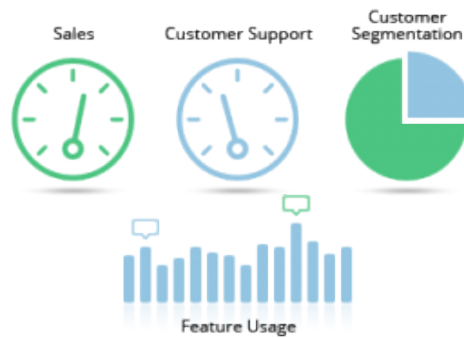 Sales
Customer Support
Customer
Segmentation
Feature Usage